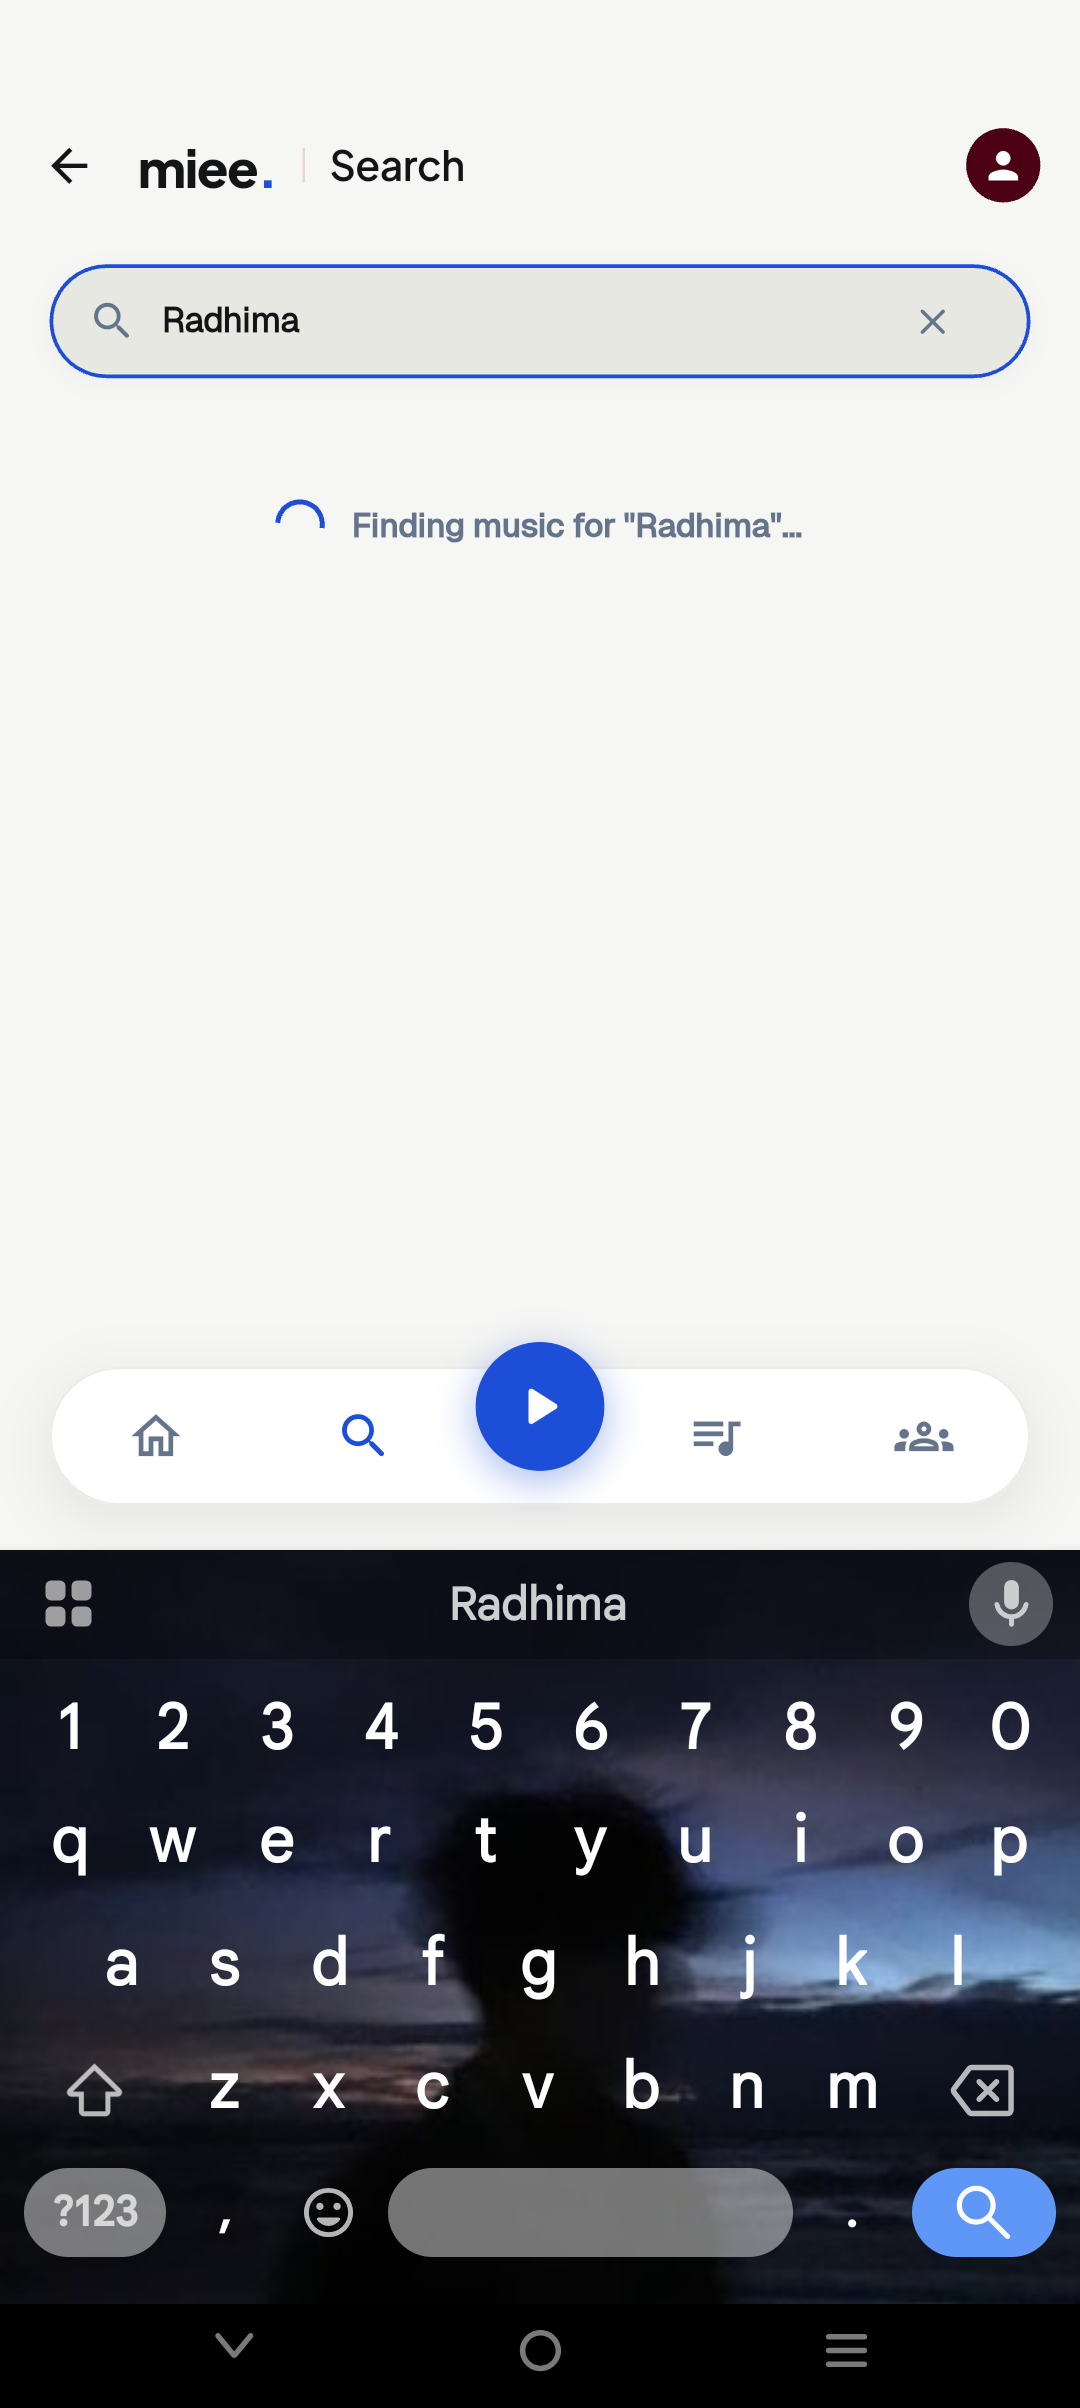 miee. Search
Radhima
Finding music for "Radhima"...
Radhima
1 2 3 4 5 6 7 8 9 0
q w e r t y u i o p
a s d f g h j k l
z x c v b n m
?123 , .